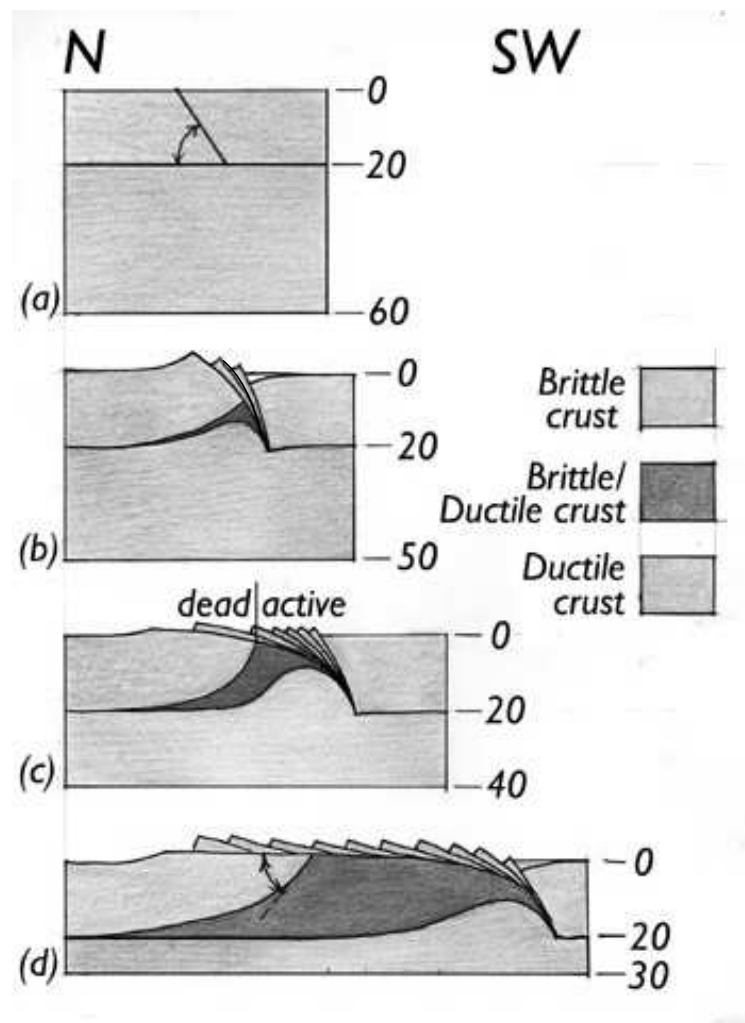 N SW
0
20
(a)
60
0
20
(b)
50
Brittle
crust
Brittle/
Ductile crust
Ductile
crust
dead active
0
20
(c)
40
0
20
(d)
30